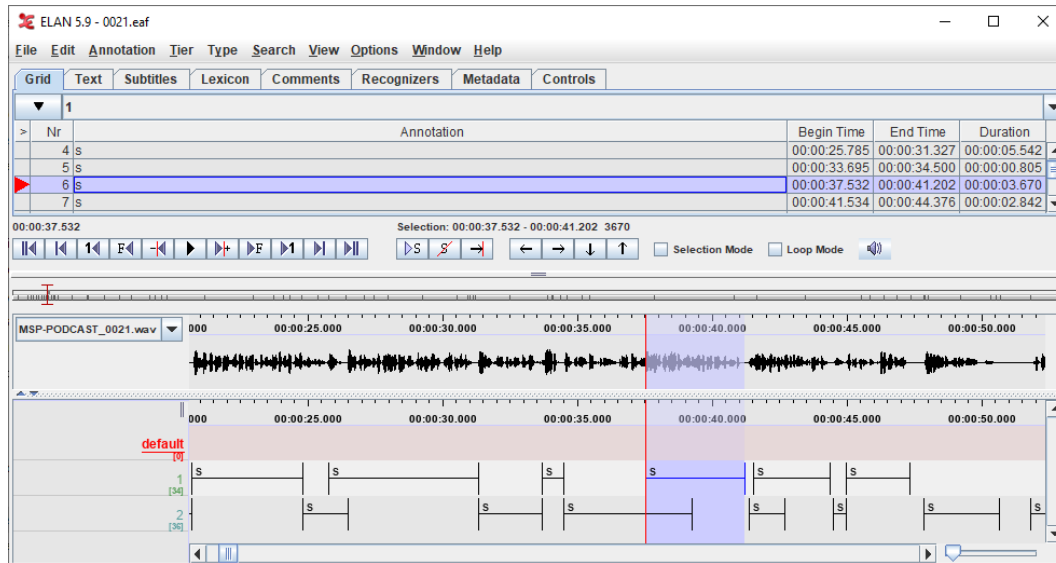 ELAN 5.9 - 0021.eaf
File Edit Annotation Tier Type Search View Options Window Help
Grid Text Subtitles Lexicon Comments Recognizers Metadata Controls
▼ 1
> Nr Annotation Begin Time End Time Duration
4 s 00:00:25.785 00:00:31.327 00:00:05.542
5 s 00:00:33.695 00:00:34.500 00:00:00.805
6 s 00:00:37.532 00:00:41.202 00:00:03.670
7 s 00:00:41.534 00:00:44.376 00:00:02.842
00:00:37.532 Selection: 00:00:37.532 - 00:00:41.202 3670
1 F F 1 S S Selection Mode Loop Mode
MSP-PODCAST_0021.wav 000 00:00:25.000 00:00:30.000 00:00:35.000 00:00:40.000 00:00:45.000 00:00:50.000
000 00:00:25.000 00:00:30.000 00:00:35.000 00:00:40.000 00:00:45.000 00:00:50.000
default
[0]
1 s s s s s s
[34]
2 s s s s s s s
[36]